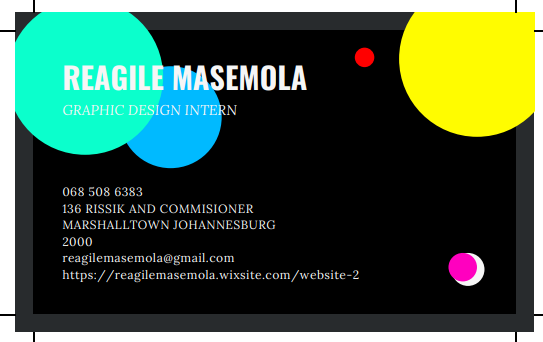 REAGILE MASEMOLA
GRAPHIC DESIGN INTERN
068 508 6383
136 RISSIK AND COMMISIONER
MARSHALLTOWN JOHANNESBURG
2000
reagilemasemola@gmail.com
https://reagilemasemola.wixsite.com/website-2